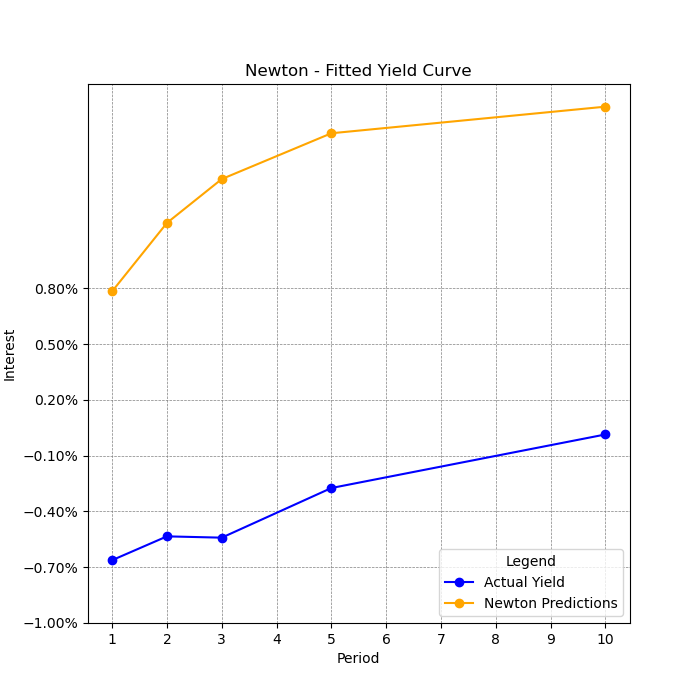 Newton - Fitted Yield Curve
Interest
0.80%
0.50%
0.20%
−0.10%
−0.40%
−0.70%
−1.00%
1 2 3 4 5 6 7 8 9 10
Period
Legend
Actual Yield
Newton Predictions